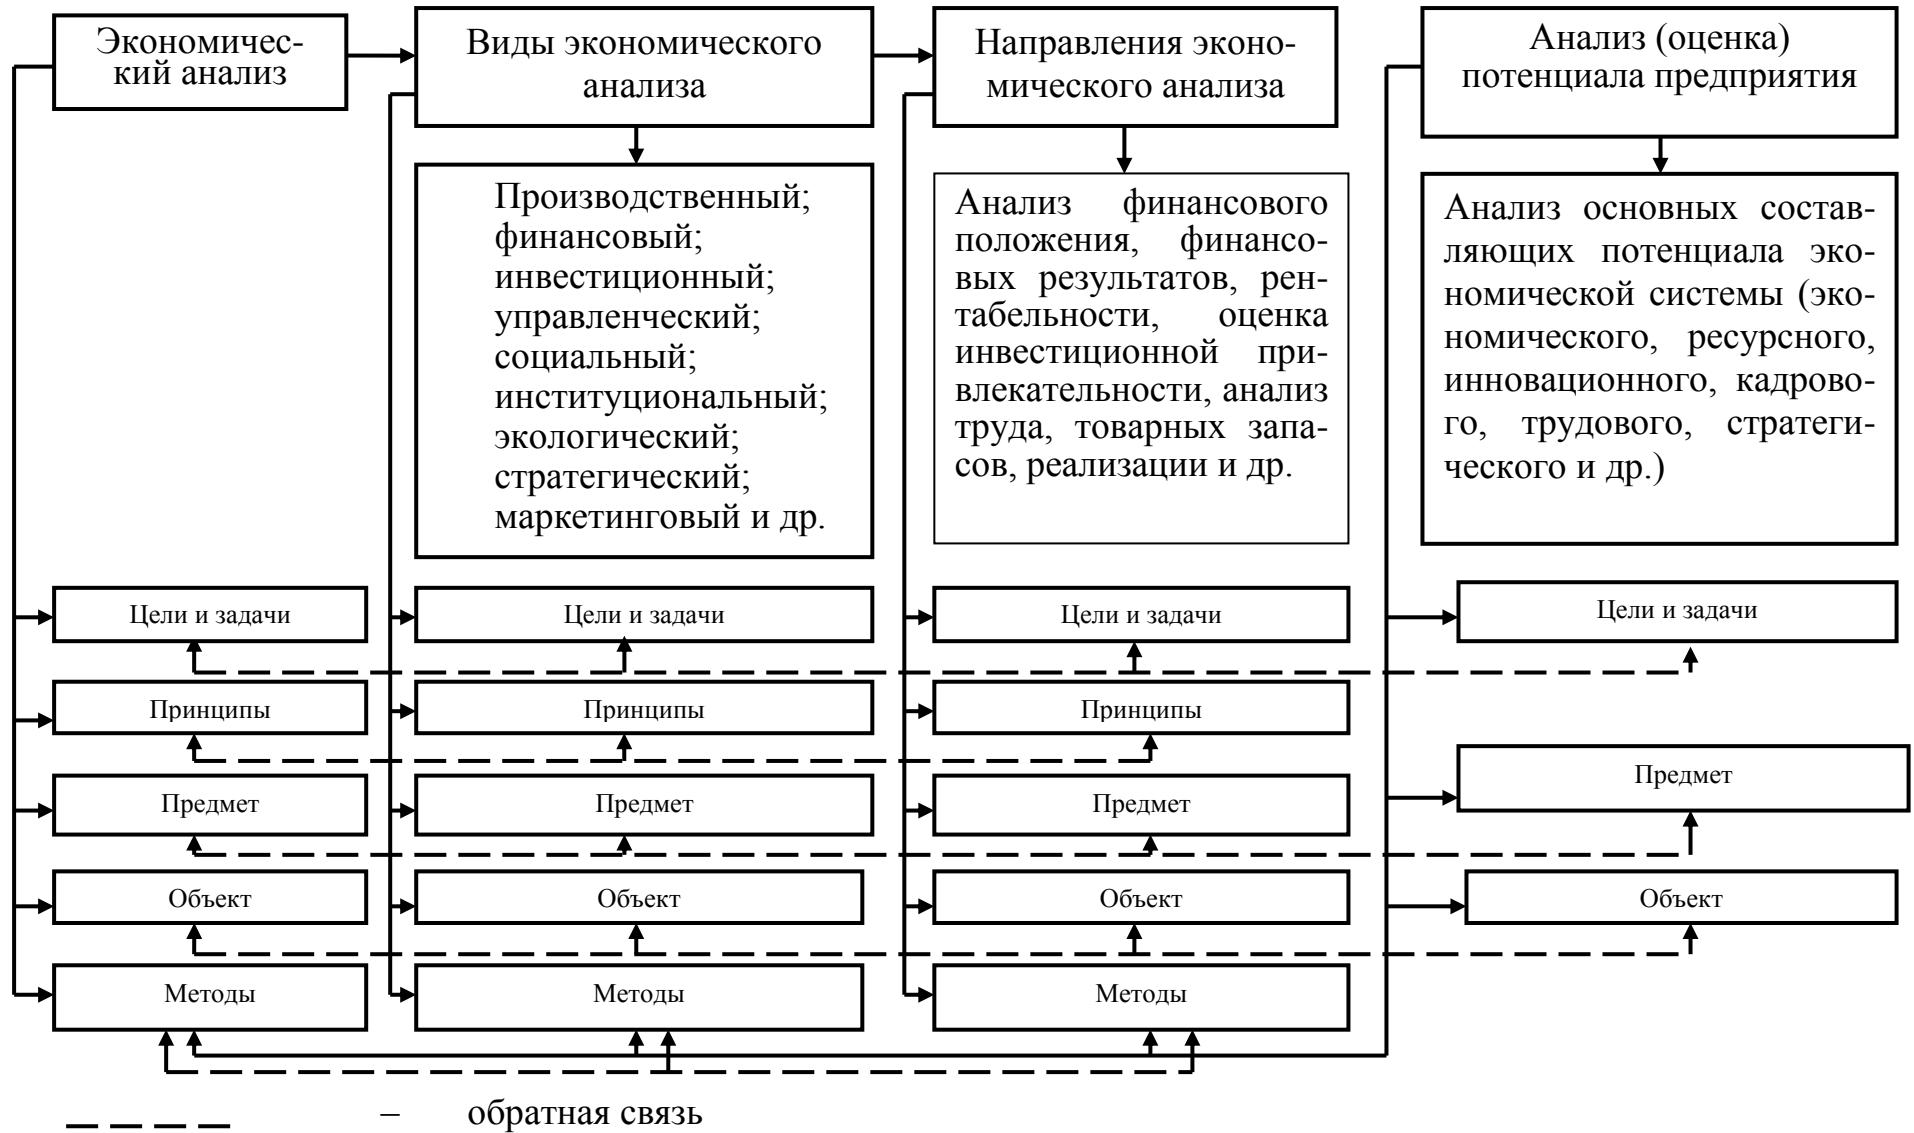 Экономичес-
кий анализ
Виды экономического
анализа
Направления эконо-
мического анализа
Анализ (оценка)
потенциала предприятия
Производственный;
финансовый;
инвестиционный;
управленческий;
социальный;
институциональный;
экологический;
стратегический;
маркетинговый и др.
Анализ финансового
положения, финансо-
вых результатов, рен-
табельности, оценка
инвестиционной при-
влекательности, анализ
труда, товарных запа-
сов, реализации и др.
Анализ основных состав-
ляющих потенциала эко-
номической системы (эко-
номического, ресурсного,
инновационного, кадрово-
го, трудового, стратеги-
ческого и др.)
Цели и задачи
Цели и задачи
Цели и задачи
Цели и задачи
Принципы
Принципы
Принципы
Предмет
Предмет
Предмет
Предмет
Объект
Объект
Объект
Объект
Методы
Методы
Методы
– обратная связь